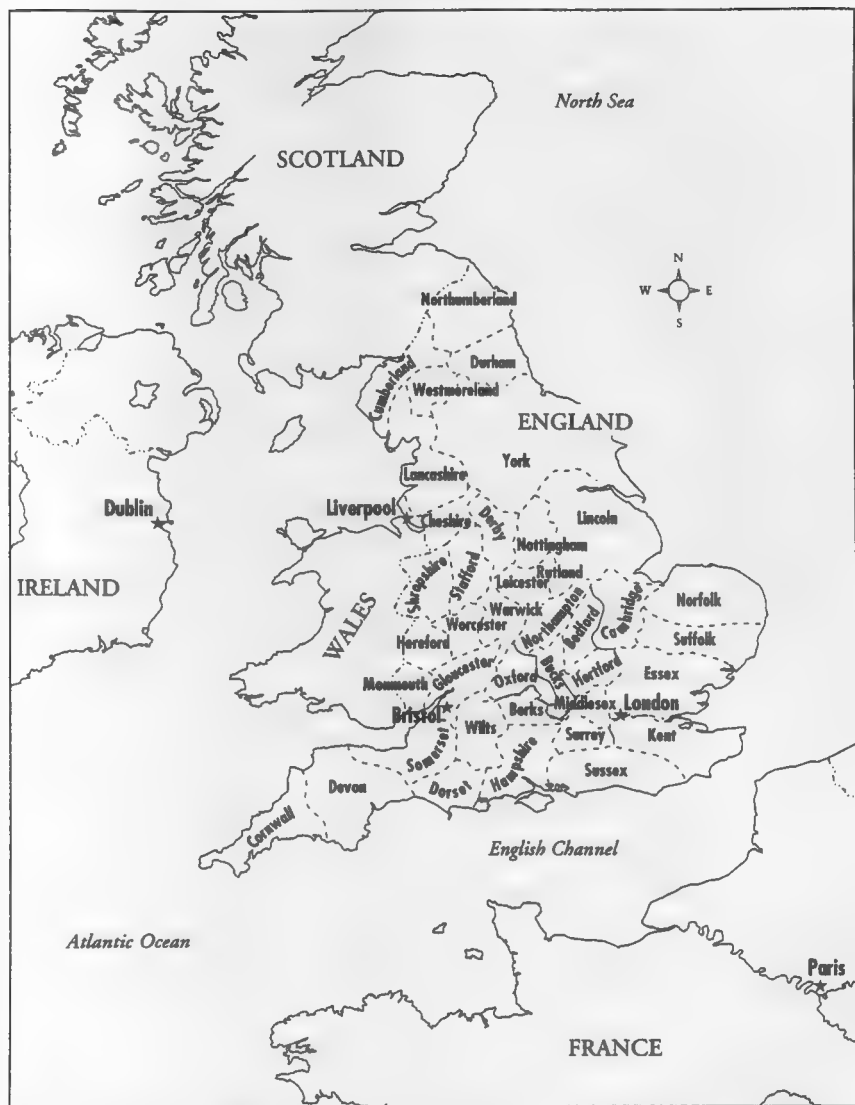 North Sea
SCOTLAND
N
W E
S
Northumberland
Durham
Cumberland
Westmoreland
ENGLAND
York
Lancashire
Dublin
Liverpool
Cheshire
Derby
Lincoln
Nottingham
IRELAND
Shropshire
Stafford
Leicester
Rutland
Norfolk
WALES
Worcester
Warwick
Northampton
Bedford
Cambridge
Suffolk
Hereford
Monmouth
Gloucester
Oxford
Bucks
Hertford
Essex
Bristol
Berks
Middlesex
London
Somerset
Wilts
Surrey
Kent
Hampshire
Sussex
Devon
Dorset
Cornwall
English Channel
Atlantic Ocean
Paris
FRANCE